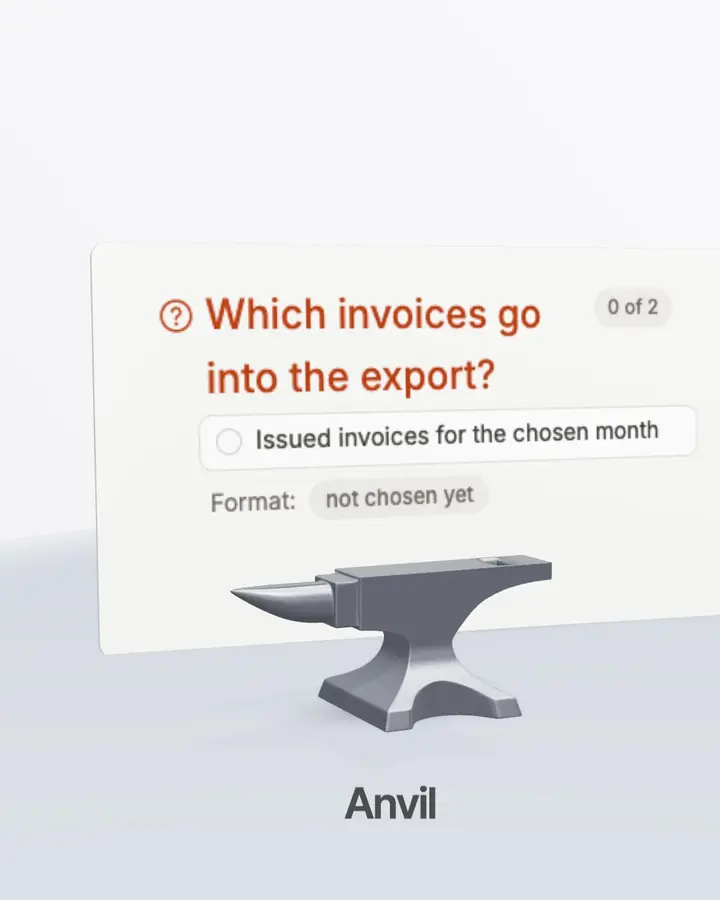 Which invoices go
0 of 2
into the export?
Issued invoices for the chosen month
Format: not chosen yet
Anvil